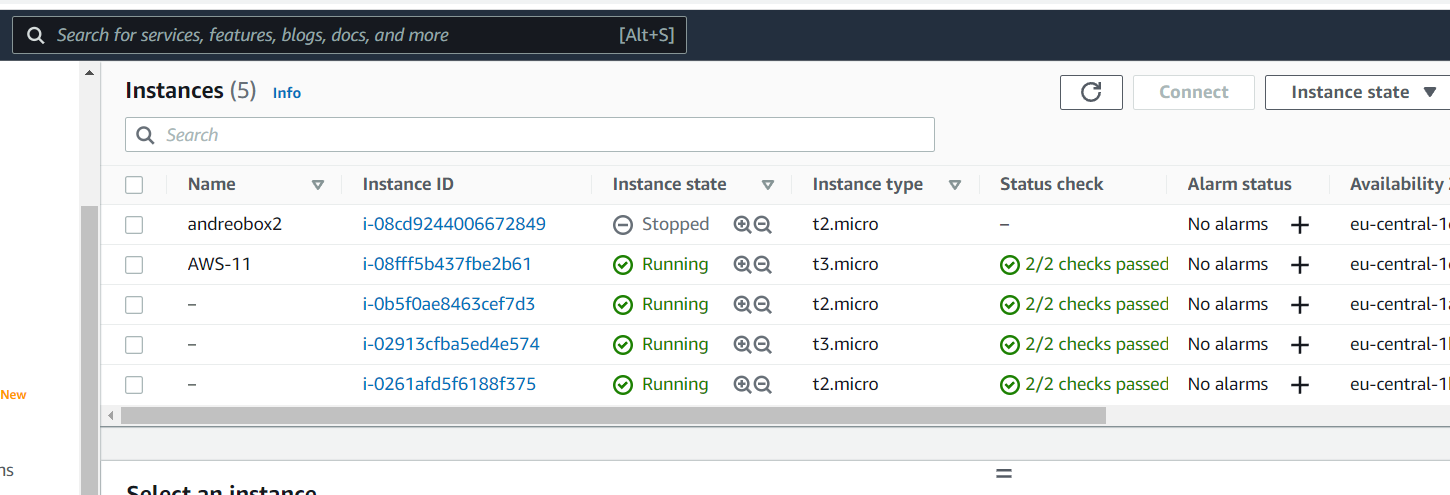 Search for services, features, blogs, docs, and more [Alt+S]
Instances (5) Info
Connect Instance state
Search
Name Instance ID Instance state Instance type Status check Alarm status Availability
andreobox2 i-08cd9244006672849 Stopped t2.micro – No alarms eu-central-1
AWS-11 i-08fff5b437fbe2b61 Running t3.micro 2/2 checks passed No alarms eu-central-1
– i-0b5f0ae8463cef7d3 Running t2.micro 2/2 checks passed No alarms eu-central-1
– i-02913cfba5ed4e574 Running t3.micro 2/2 checks passed No alarms eu-central-1
– i-0261afd5f6188f375 Running t2.micro 2/2 checks passed No alarms eu-central-1
New
ns
Select an instance